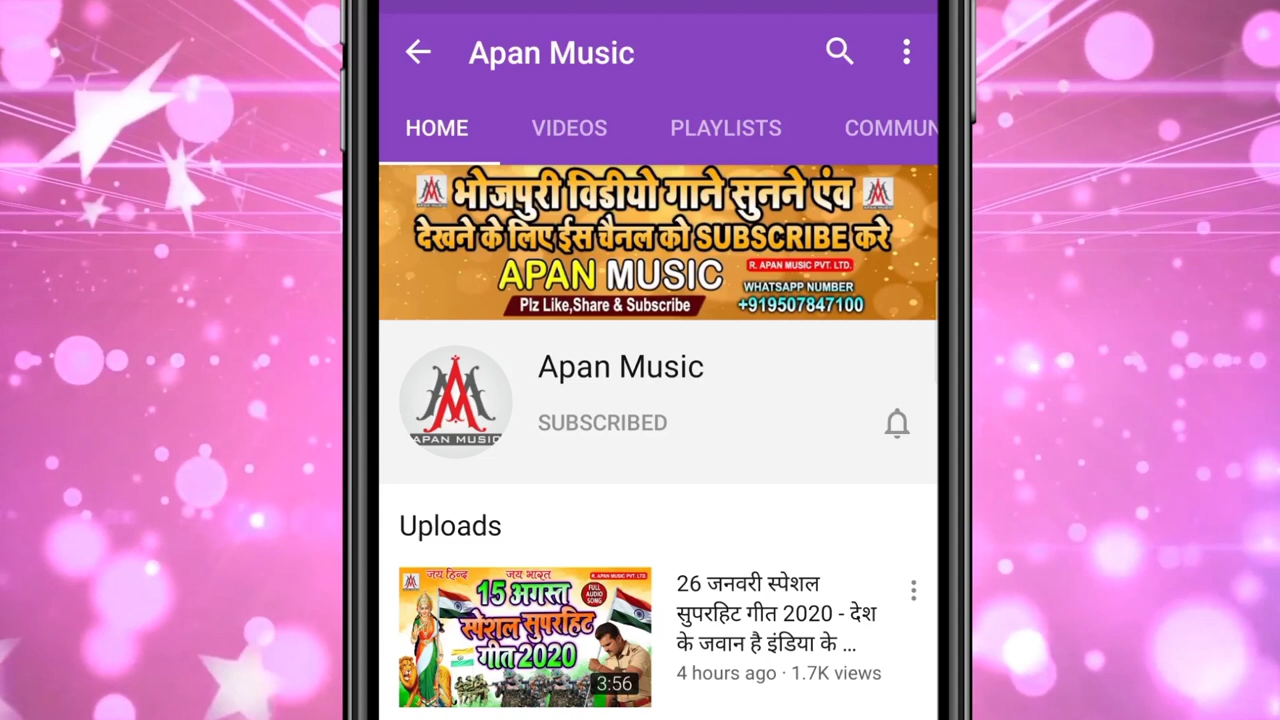 Apan Music
HOME VIDEOS PLAYLISTS COMMUN
भोजपुरी विडीयो गाने सुनने एंव
देखने के लिए ईस चैनल को SUBSCRIBE करे
APAN MUSIC
R. APAN MUSIC PVT. LTD.
WHATSAPP NUMBER
+919507847100
Plz Like,Share & Subscribe
Apan Music
SUBSCRIBED
APAN MUSIC
Uploads
जय हिन्द जय भारत
R. APAN MUSIC PVT. LTD
15 अगस्त
FULL
AUDIO
SONG
स्पेशल सुपरहिट
गीत 2020
3:56
26 जनवरी स्पेशल
सुपरहिट गीत 2020 - देश
के जवान है इंडिया के ...
4 hours ago · 1.7K views